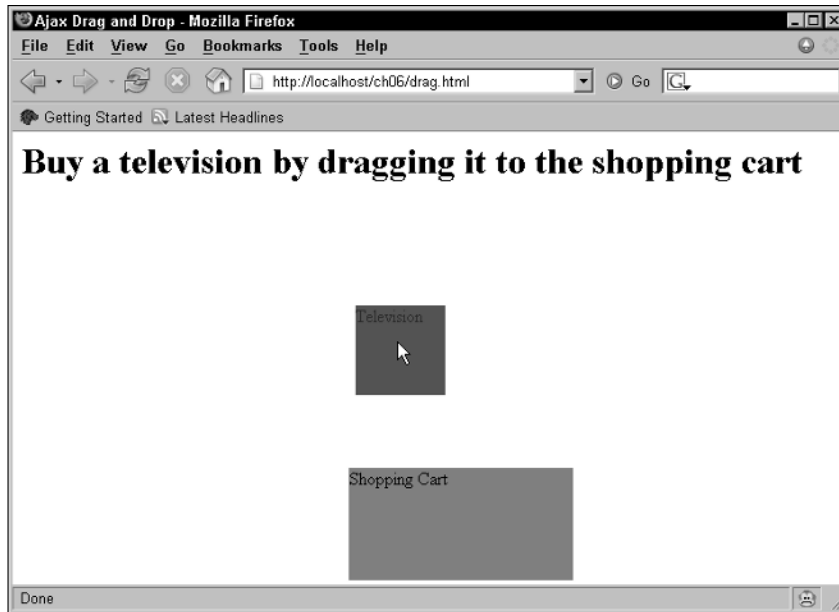 Ajax Drag and Drop - Mozilla Firefox
File Edit View Go Bookmarks Tools Help
http://localhost/ch06/drag.html Go G
Getting Started Latest Headlines
Buy a television by dragging it to the shopping cart
Television
Shopping Cart
Done